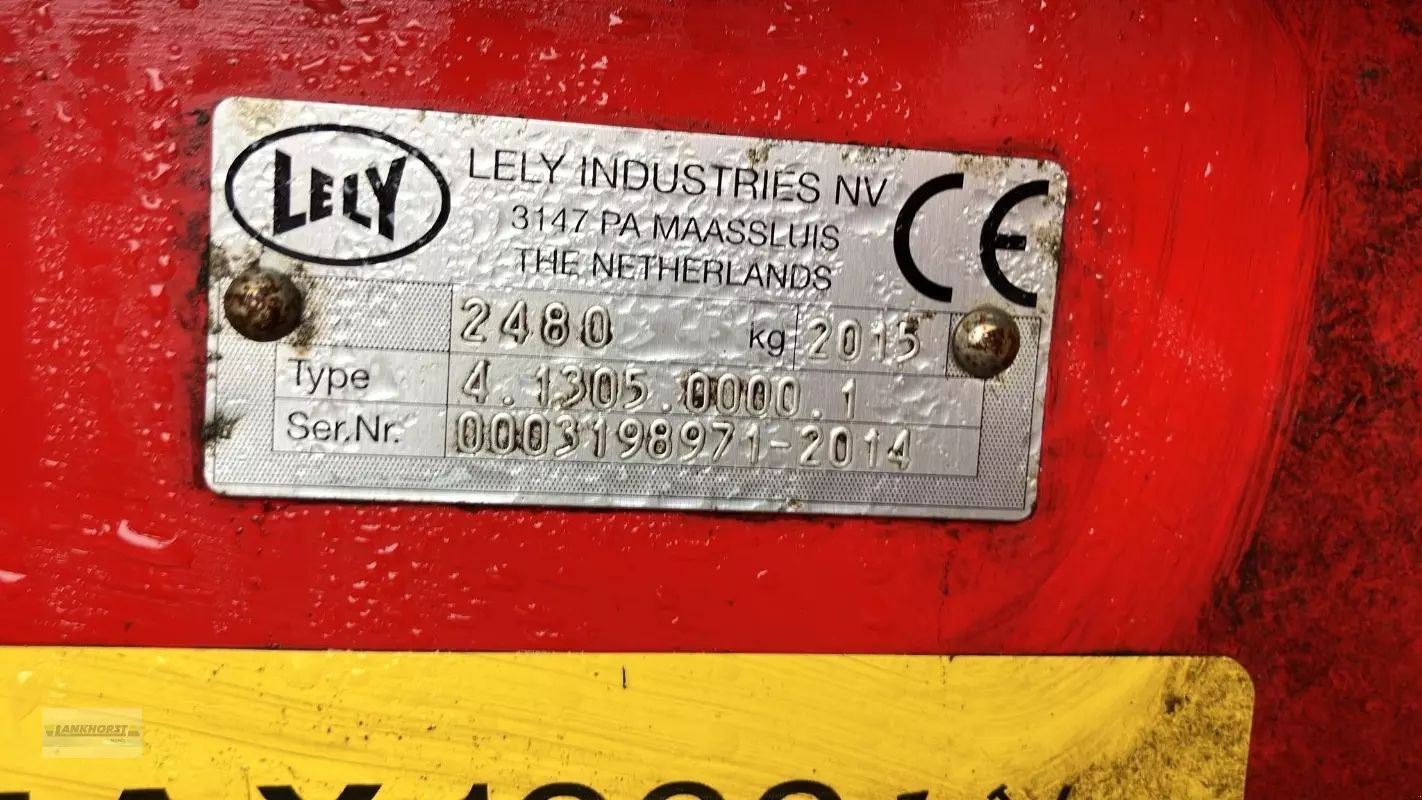 LELY
LELY INDUSTRIES NV
3147 PA MAASSLUIS
THE NETHERLANDS
CE
2480 kg 2015
Type 4.1305.0000.1
Ser.Nr. 0003198971-2014
LANKHORST